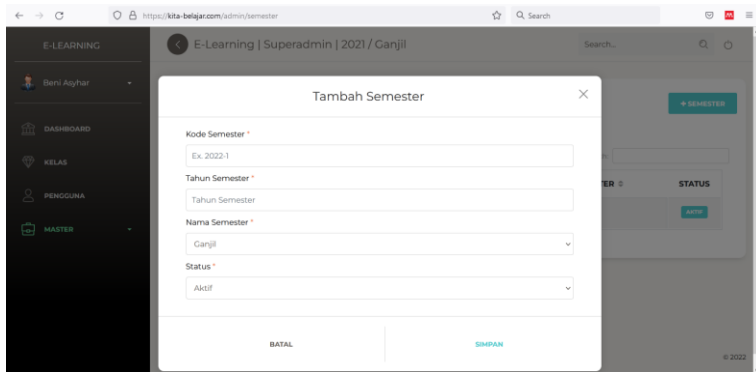 https://kita-belajar.com/admin/semester
Search
E-LEARNING
E-Learning | Superadmin | 2021 / Ganjil
Search...
Beni Asyhar
Tambah Semester
+ SEMESTER
DASHBOARD
Kode Semester *
Ex. 2022-1
KELAS
Tahun Semester *
Tahun Semester
PENGGUNA
STATUS
Nama Semester *
MASTER
AKTIF
Ganjil
Status *
Aktif
BATAL
SIMPAN
© 2022